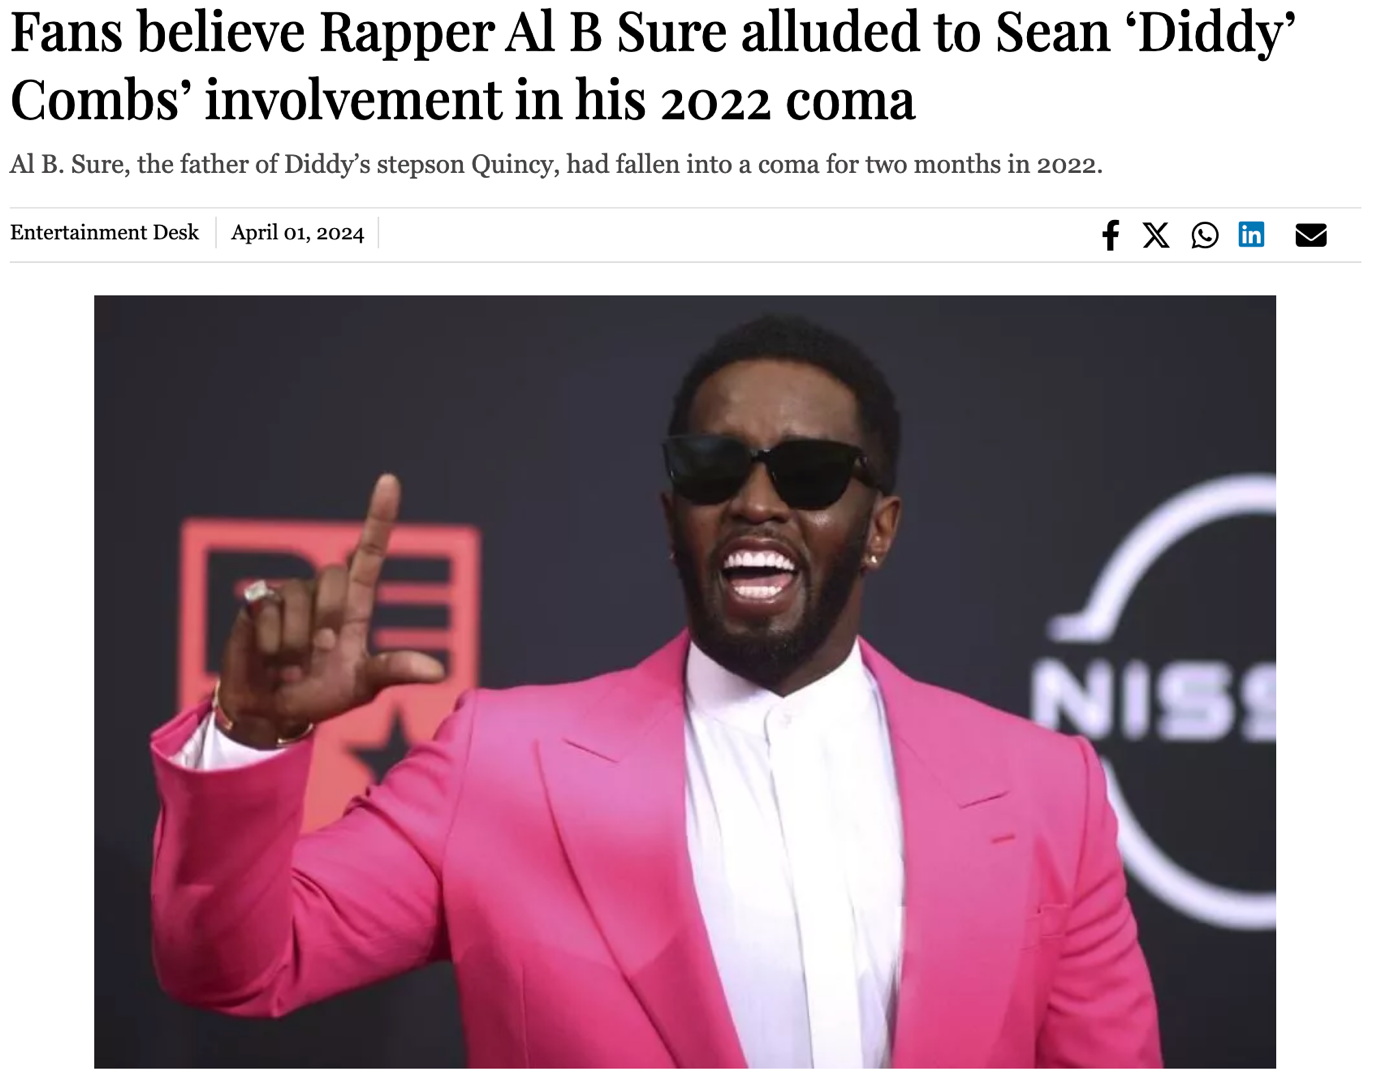 Fans believe Rapper Al B Sure alluded to Sean ‘Diddy’
Combs’ involvement in his 2022 coma
Al B. Sure, the father of Diddy’s stepson Quincy, had fallen into a coma for two months in 2022.
Entertainment Desk
April 01, 2024
in
NISS